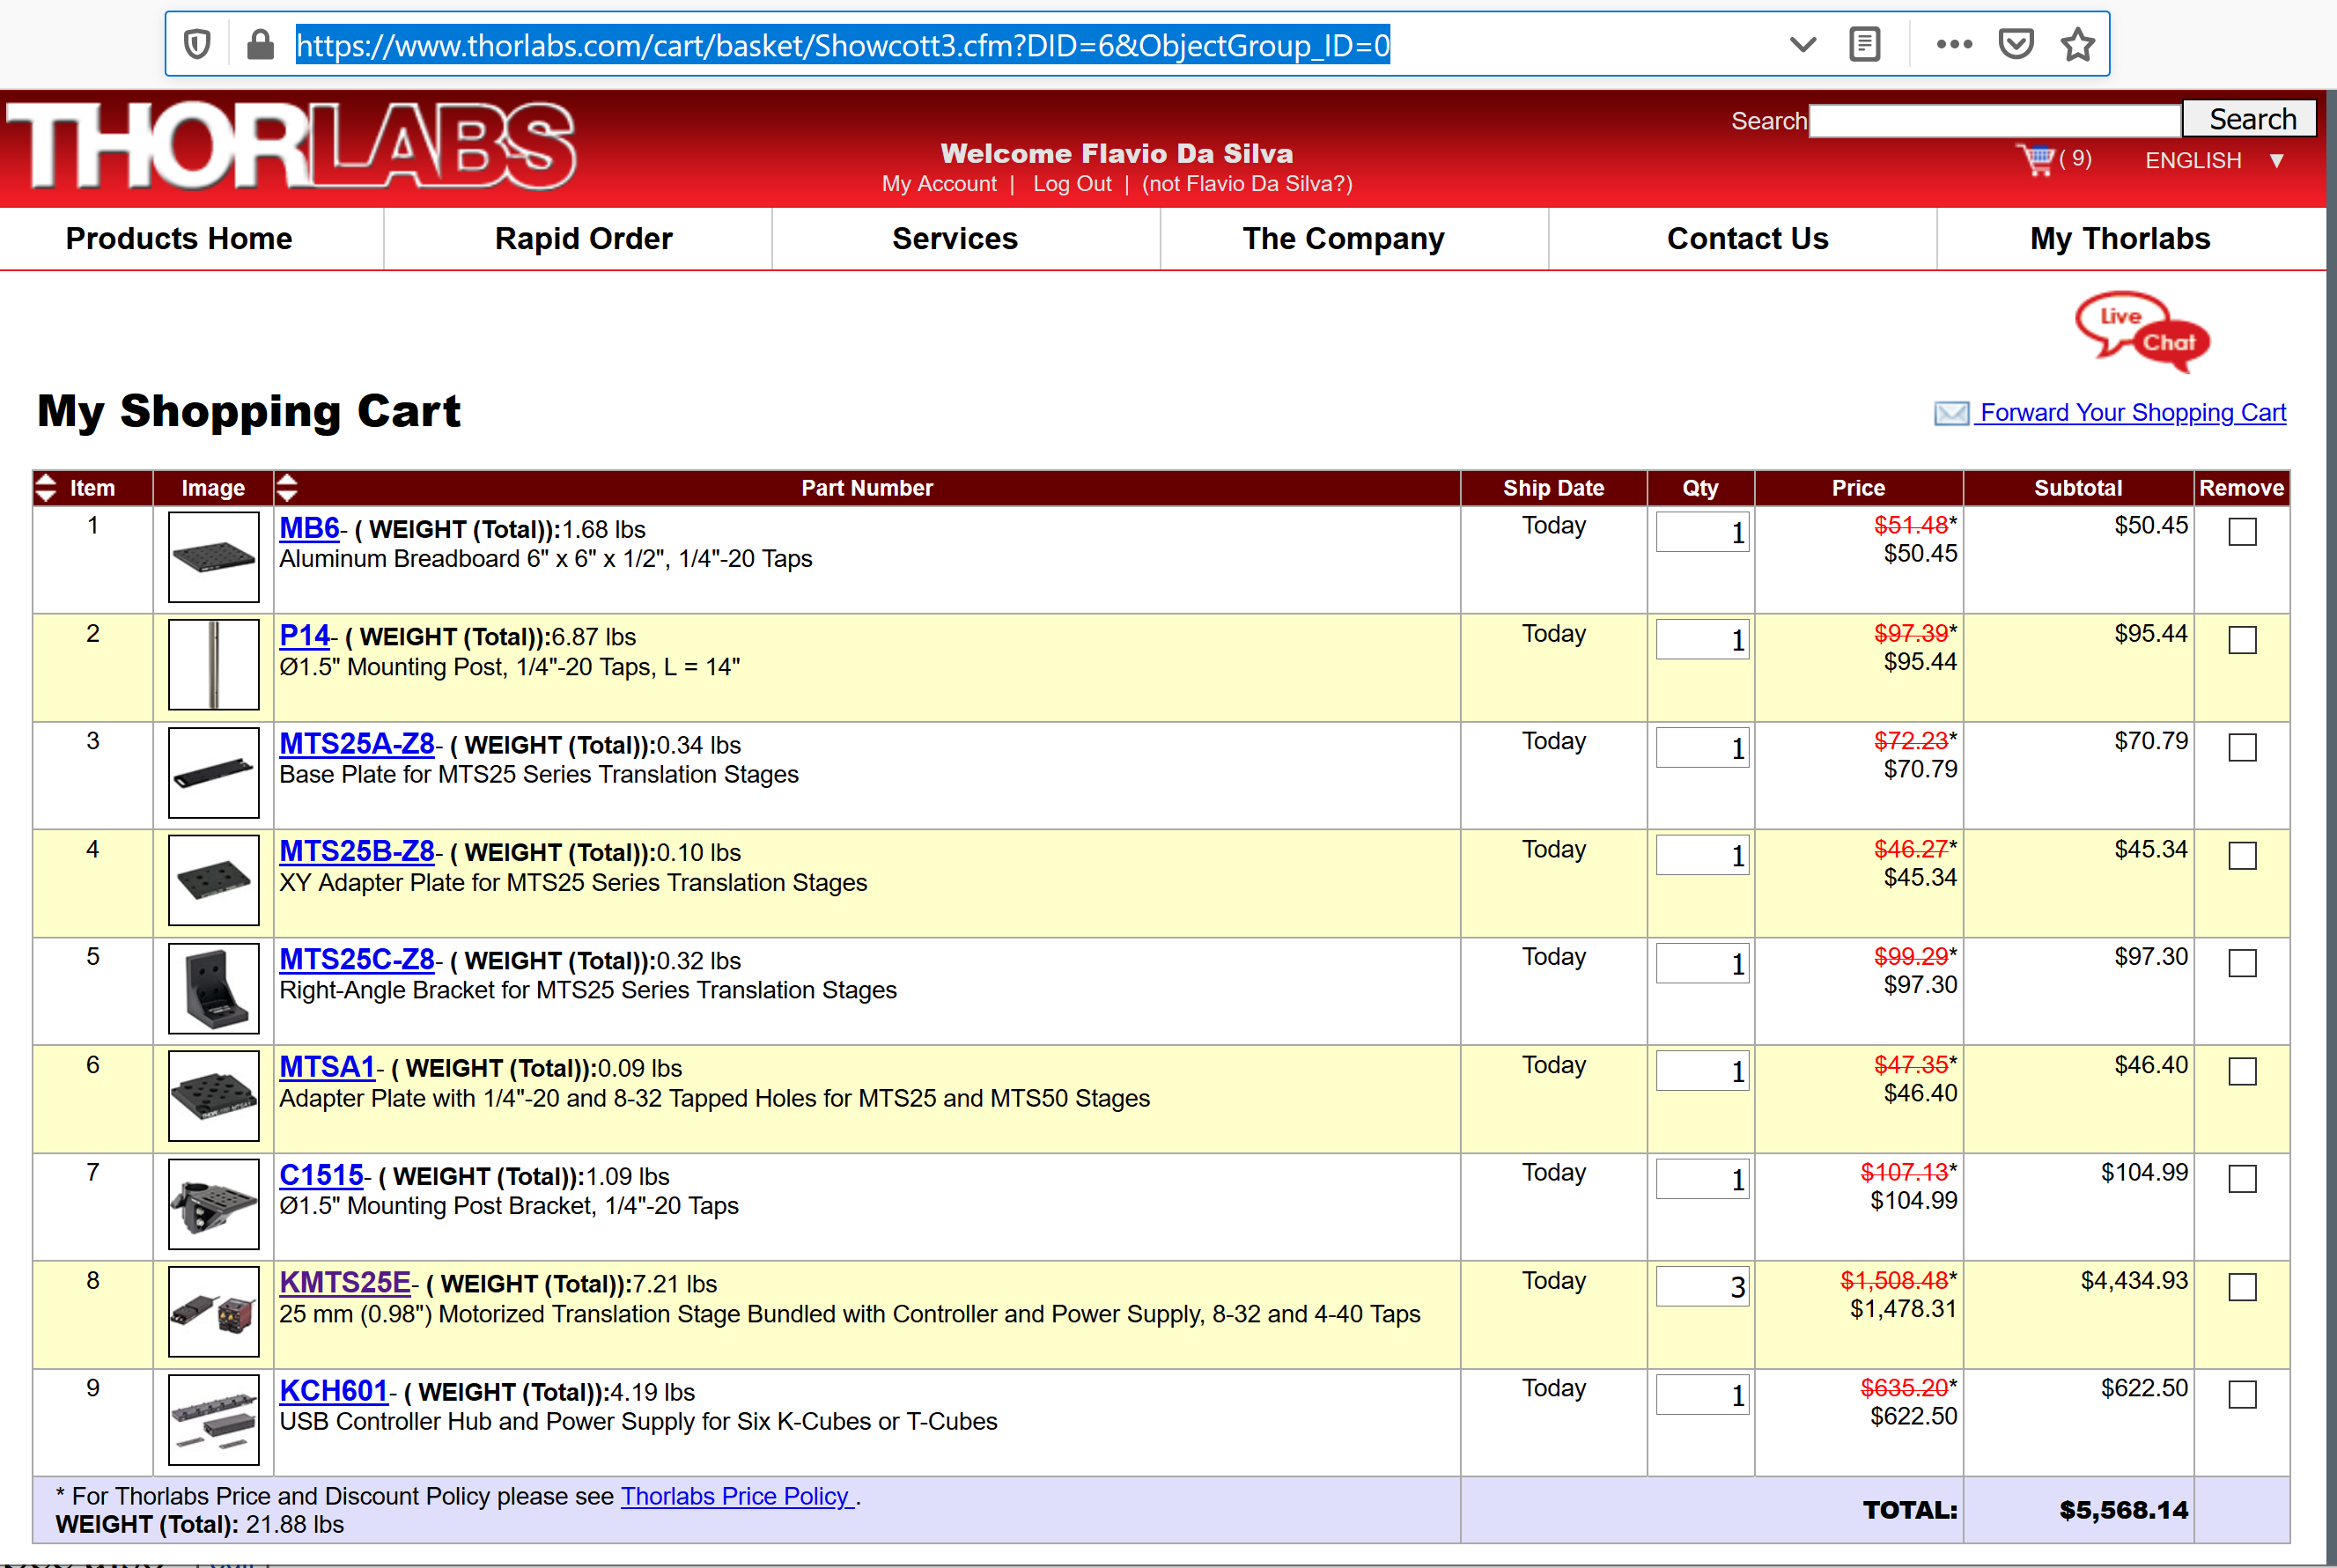 https://www.thorlabs.com/cart/basket/Showcott3.cfm?DID=6&ObjectGroup_ID=0
THORLABS
Search
Search
Welcome Flavio Da Silva
( 9)
ENGLISH ▼
My Account | Log Out | (not Flavio Da Silva?)
Products Home
Rapid Order
Services
The Company
Contact Us
My Thorlabs
Live
Chat
My Shopping Cart
Forward Your Shopping Cart
Item Image Part Number Ship Date Qty Price Subtotal Remove
1 MB6- ( WEIGHT (Total)):1.68 lbs Today 1 $51.48* $50.45
Aluminum Breadboard 6" x 6" x 1/2", 1/4"-20 Taps $50.45
2 P14- ( WEIGHT (Total)):6.87 lbs Today 1 $97.39* $95.44
Ø1.5" Mounting Post, 1/4"-20 Taps, L = 14" $95.44
3 MTS25A-Z8- ( WEIGHT (Total)):0.34 lbs Today 1 $72.23* $70.79
Base Plate for MTS25 Series Translation Stages $70.79
4 MTS25B-Z8- ( WEIGHT (Total)):0.10 lbs Today 1 $46.27* $45.34
XY Adapter Plate for MTS25 Series Translation Stages $45.34
5 MTS25C-Z8- ( WEIGHT (Total)):0.32 lbs Today 1 $99.29* $97.30
Right-Angle Bracket for MTS25 Series Translation Stages $97.30
6 MTSA1- ( WEIGHT (Total)):0.09 lbs Today 1 $47.35* $46.40
Adapter Plate with 1/4"-20 and 8-32 Tapped Holes for MTS25 and MTS50 Stages $46.40
7 C1515- ( WEIGHT (Total)):1.09 lbs Today 1 $107.13* $104.99
Ø1.5" Mounting Post Bracket, 1/4"-20 Taps $104.99
8 KMTS25E- ( WEIGHT (Total)):7.21 lbs Today 3 $1,508.48* $4,434.93
25 mm (0.98") Motorized Translation Stage Bundled with Controller and Power Supply, 8-32 and 4-40 Taps $1,478.31
9 KCH601- ( WEIGHT (Total)):4.19 lbs Today 1 $635.20* $622.50
USB Controller Hub and Power Supply for Six K-Cubes or T-Cubes $622.50
* For Thorlabs Price and Discount Policy please see Thorlabs Price Policy .
WEIGHT (Total): 21.88 lbs
TOTAL: $5,568.14